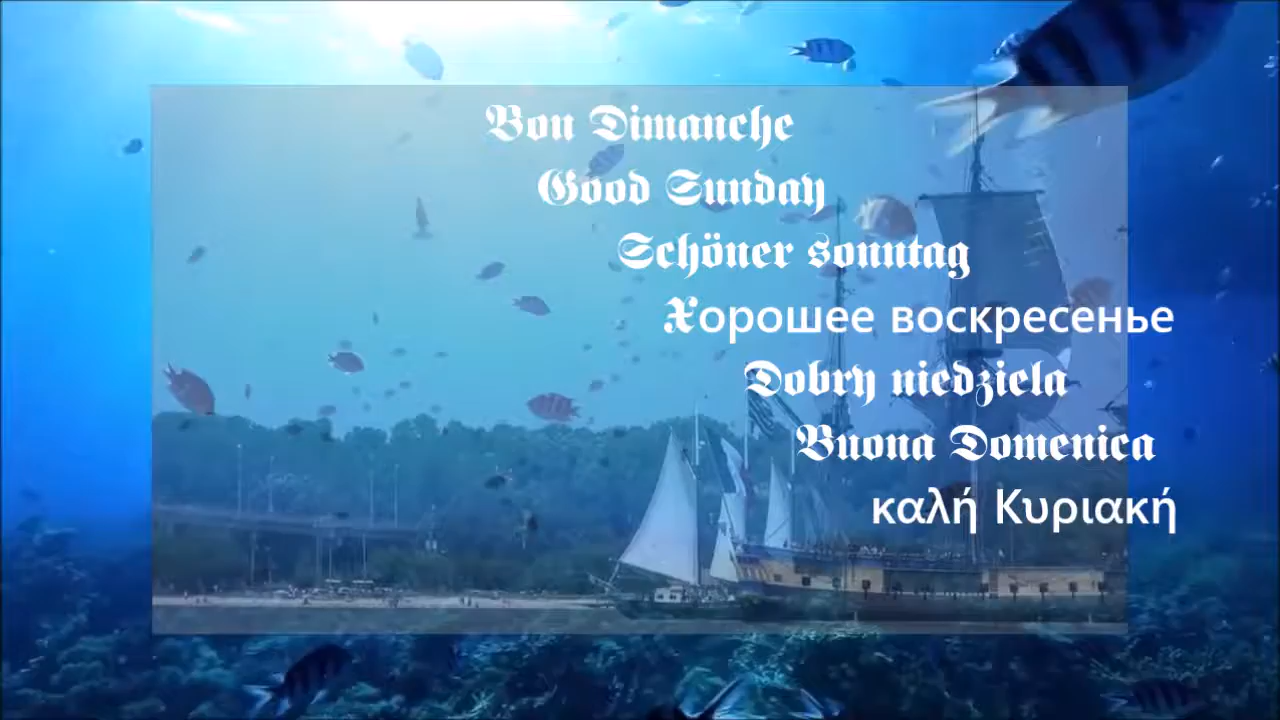 Bon Dimanche
Good Sunday
Schöner sonntag
Хорошее воскресенье
Dobry niedziela
Buona Domenica
καλή Κυριακή